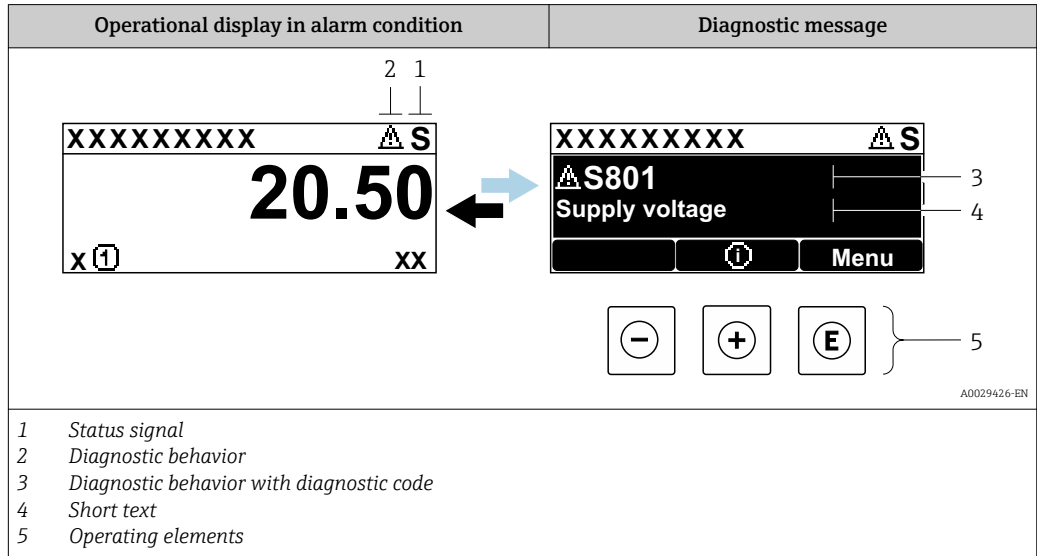 Operational display in alarm condition Diagnostic message
2 1
XXXXXXXXX ⚠ S
20.50
X 1 XX
XXXXXXXXX ⚠ S
⚠ S801
Supply voltage
i Menu
3
4
- + E
5
A0029426-EN
1 Status signal
2 Diagnostic behavior
3 Diagnostic behavior with diagnostic code
4 Short text
5 Operating elements